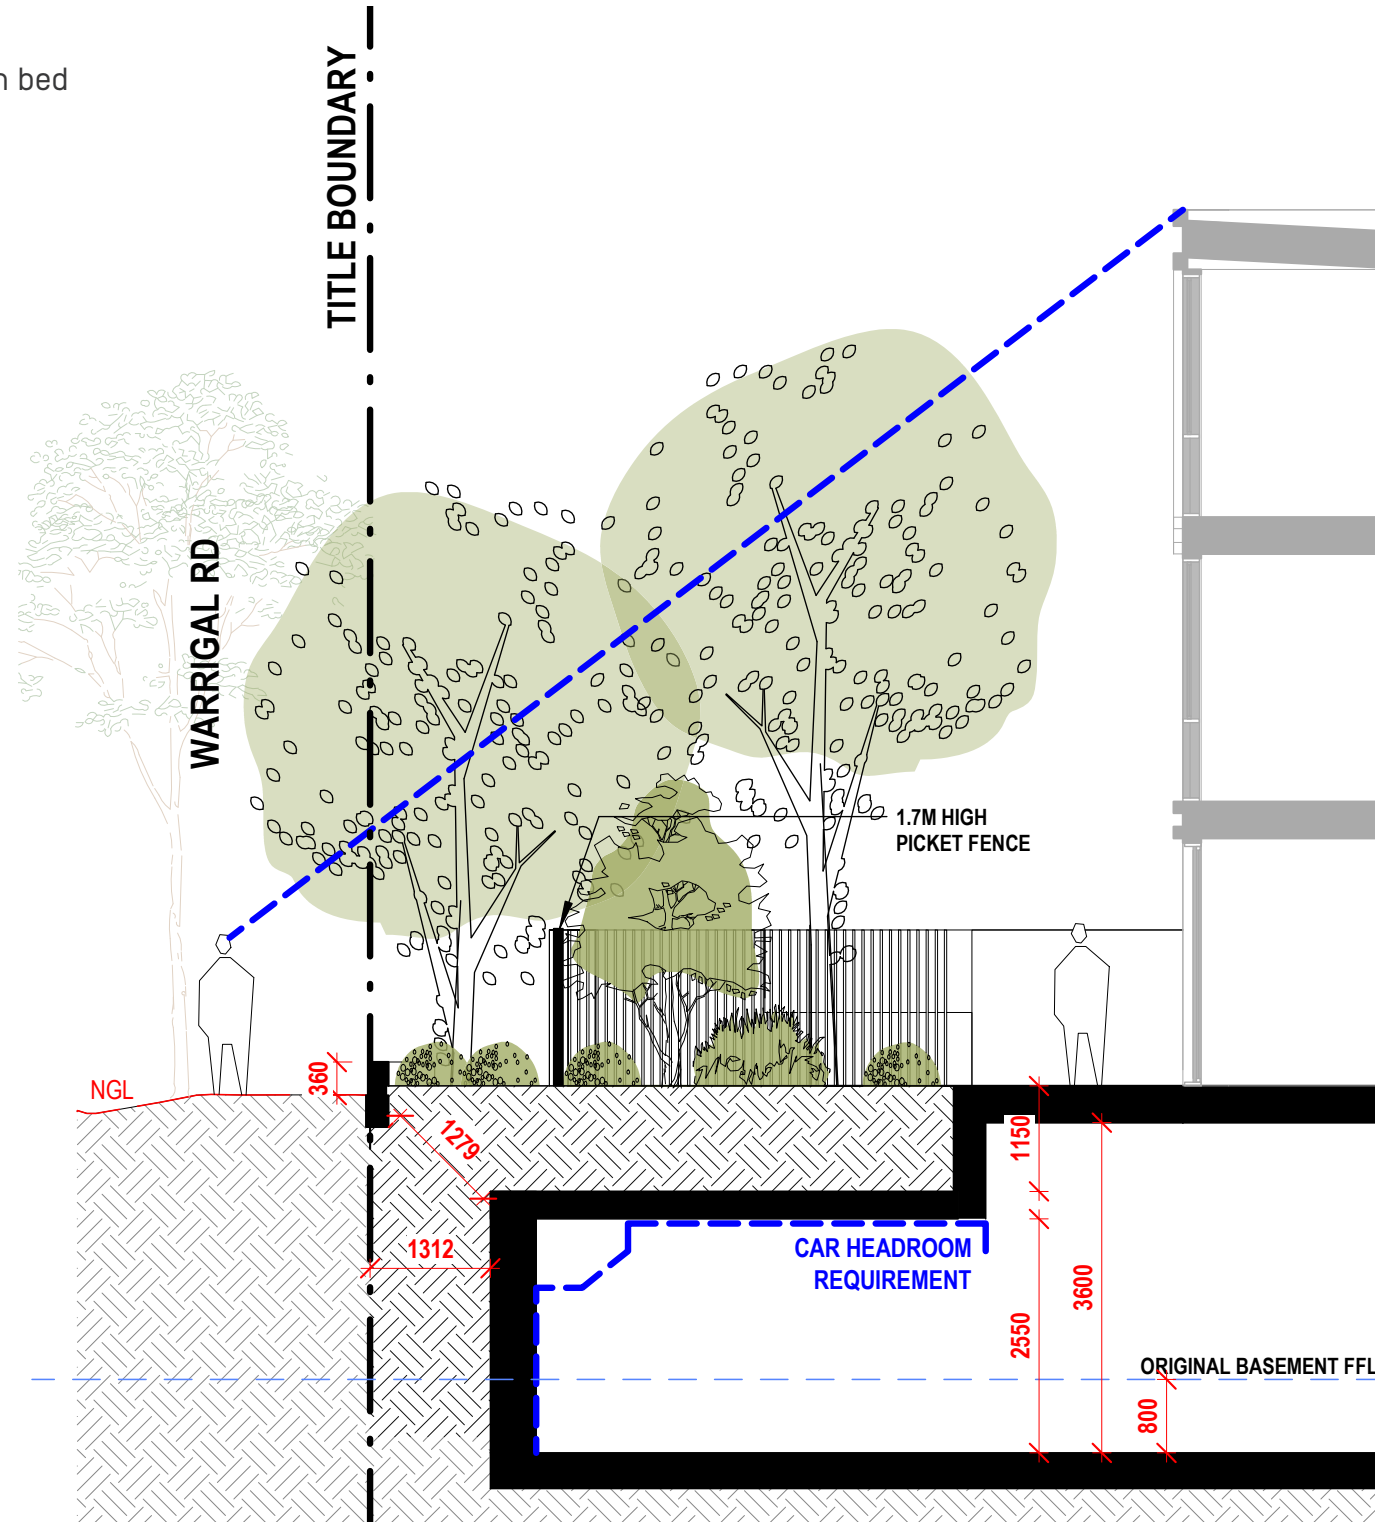 n bed
TITLE BOUNDARY
WARRIGAL RD
1.7M HIGH
PICKET FENCE
NGL
360
1279
1150
1312
CAR HEADROOM
REQUIREMENT
3600
2550
ORIGINAL BASEMENT FFL
800